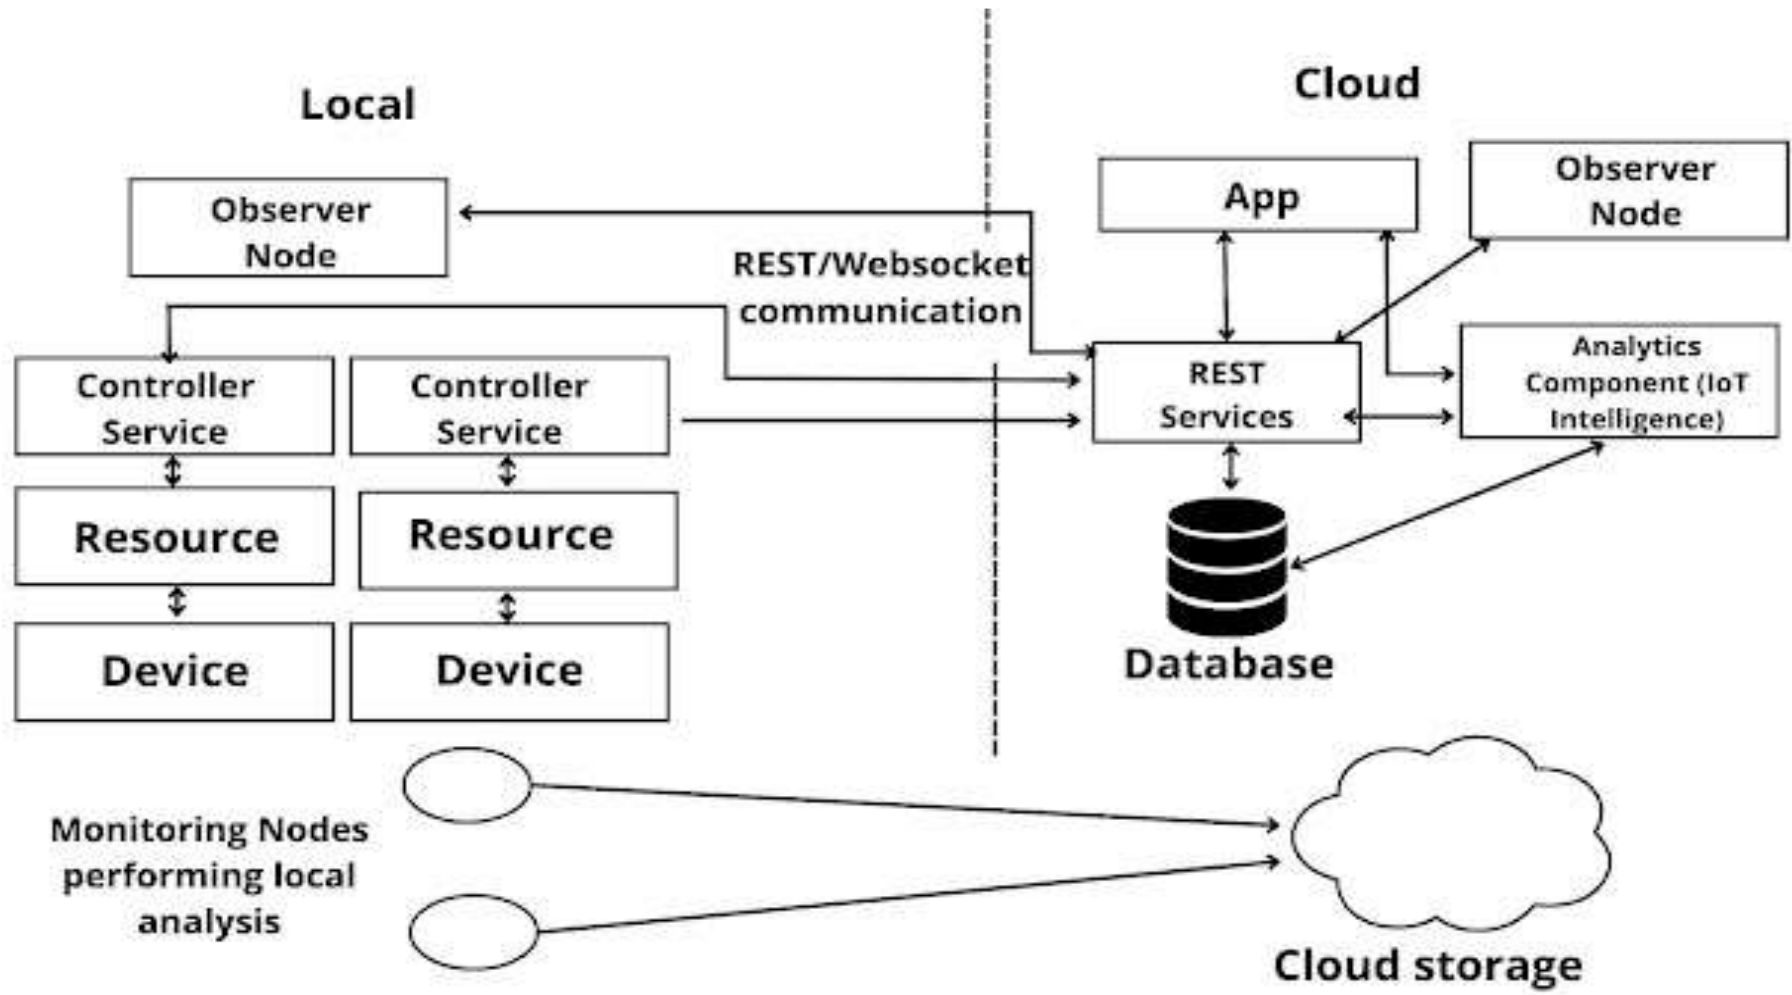 Local
Cloud
Observer
Node
App
Observer
Node
REST/Websocket
communication
Controller
Service
Controller
Service
REST
Services
Analytics
Component (IoT
Intelligence)
Resource
Resource
Device
Device
Database
Monitoring Nodes
performing local
analysis
Cloud storage